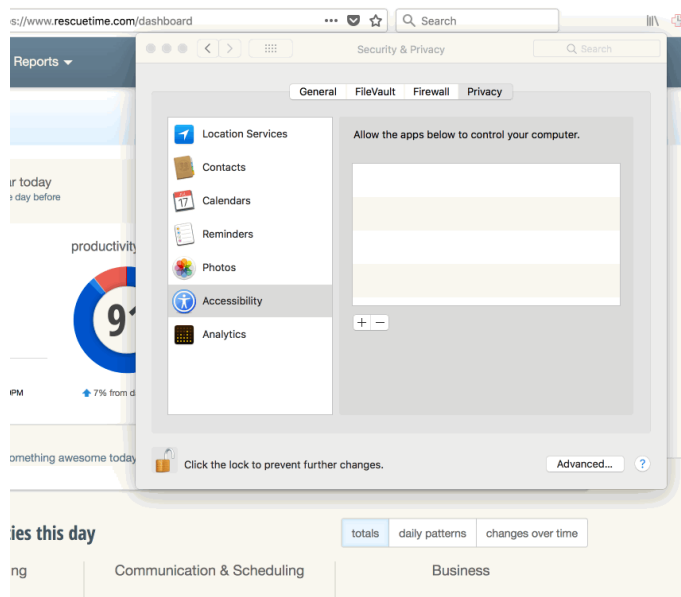 s://www.rescuetime.com/dashboard
Search
Reports
Security & Privacy
Search
General FileVault Firewall Privacy
Location Services
Contacts
17
Calendars
Reminders
Photos
Accessibility
Analytics
Allow the apps below to control your computer.
+ −
r today
day before
productivity
91
PM
7% from d
omething awesome today
Click the lock to prevent further changes.
Advanced...
?
ies this day
totals daily patterns changes over time
ng
Communication & Scheduling
Business